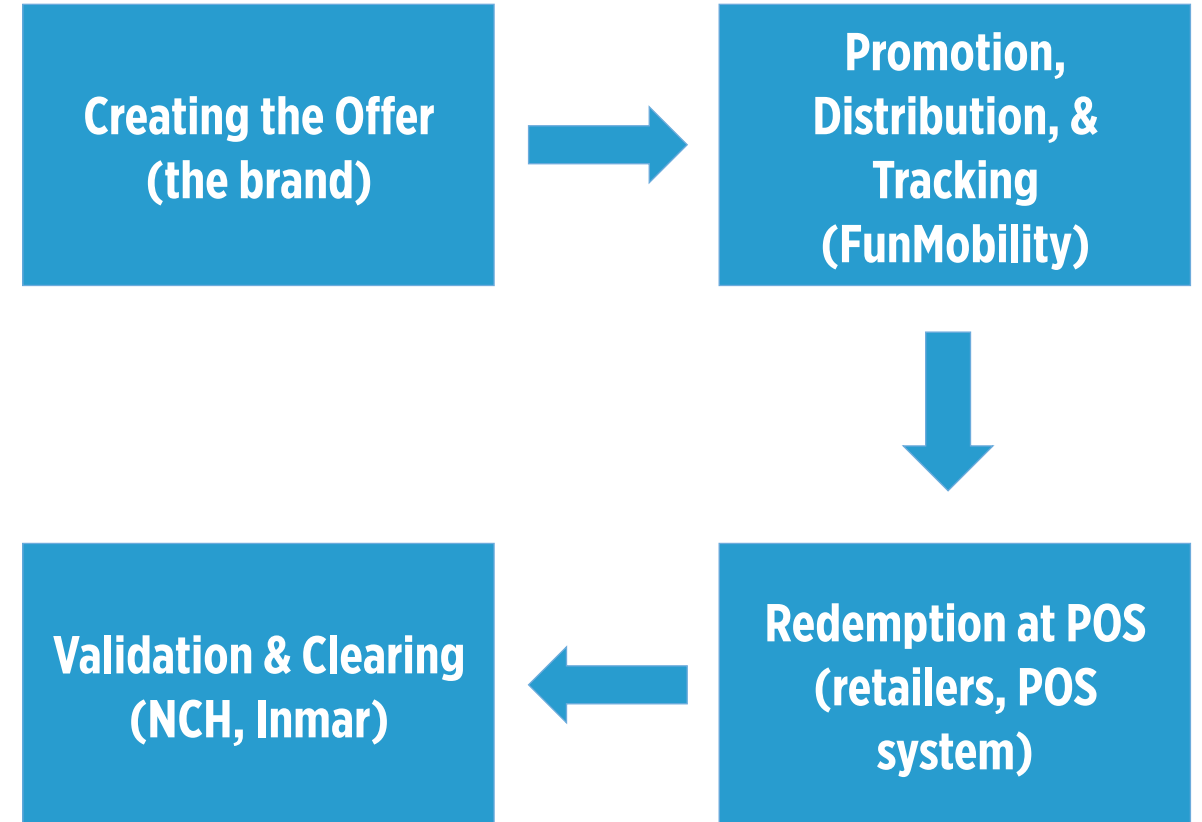 Creating the Offer
(the brand)
Promotion,
Distribution, &
Tracking
(FunMobility)
Redemption at POS
(retailers, POS
system)
Validation & Clearing
(NCH, Inmar)